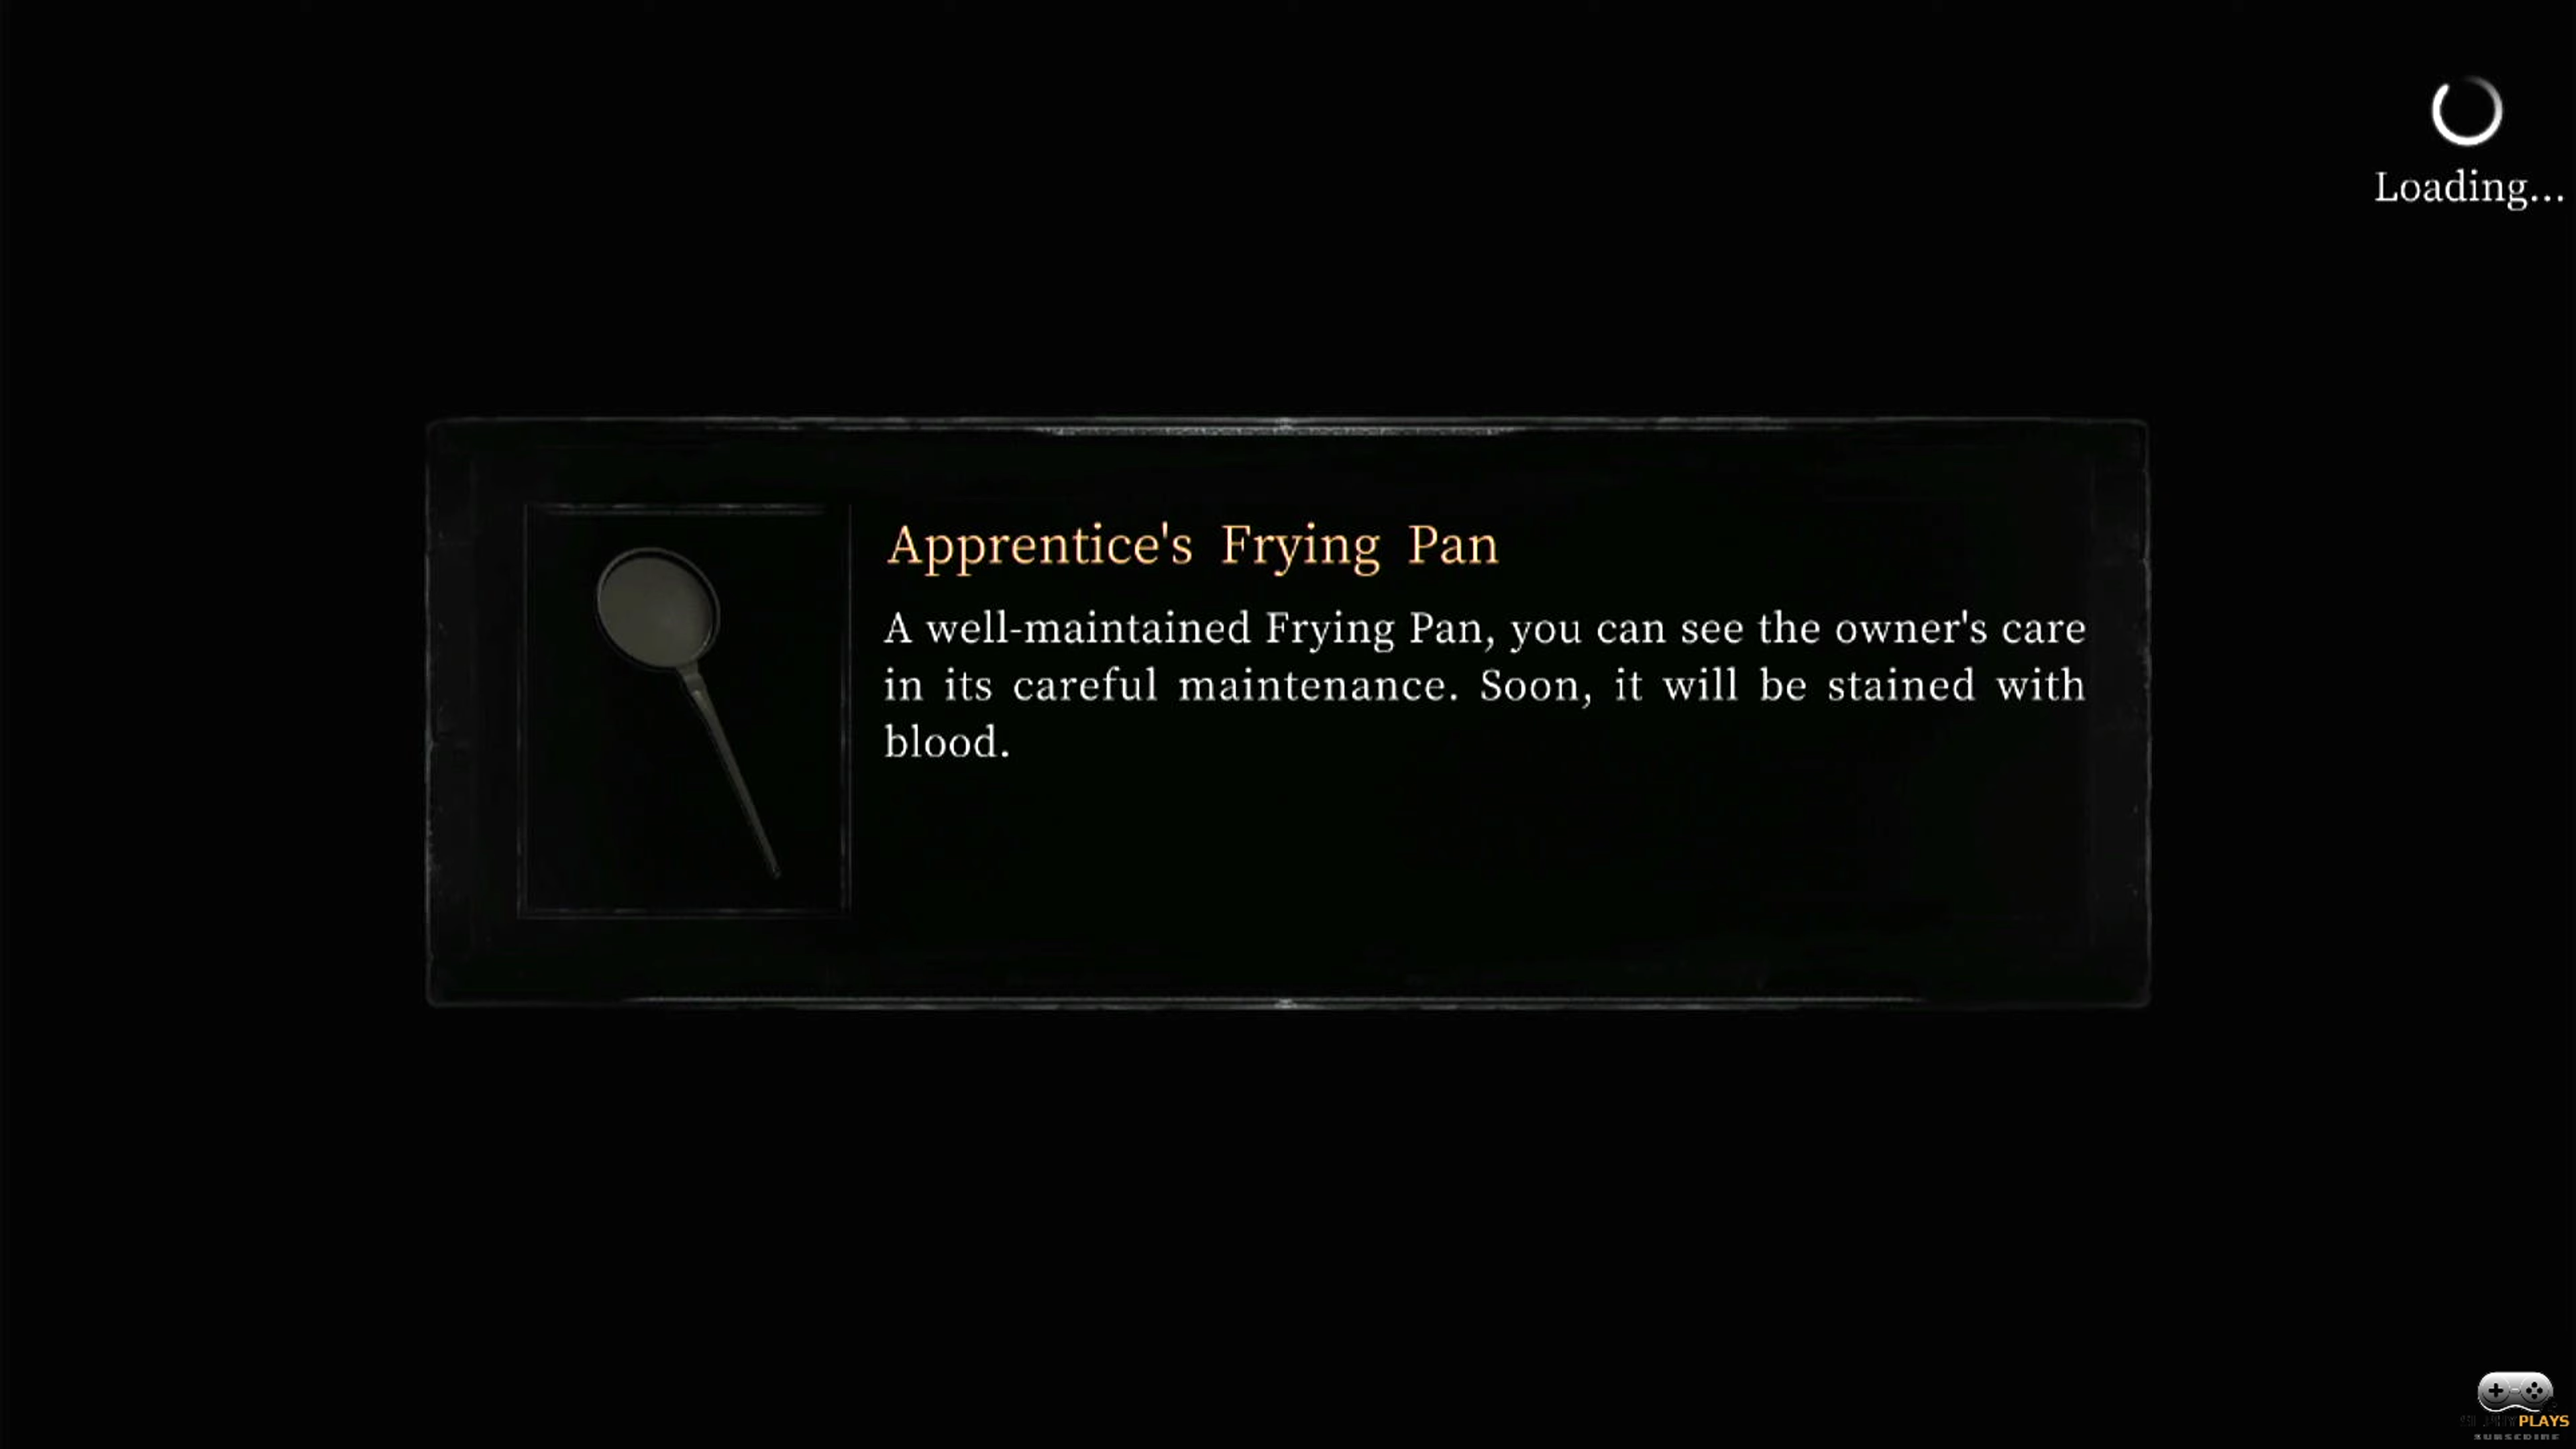 Loading...
Apprentice's Frying Pan
A well-maintained Frying Pan, you can see the owner's care
in its careful maintenance. Soon, it will be stained with
blood.
PLAYS
SUBSCRIBE